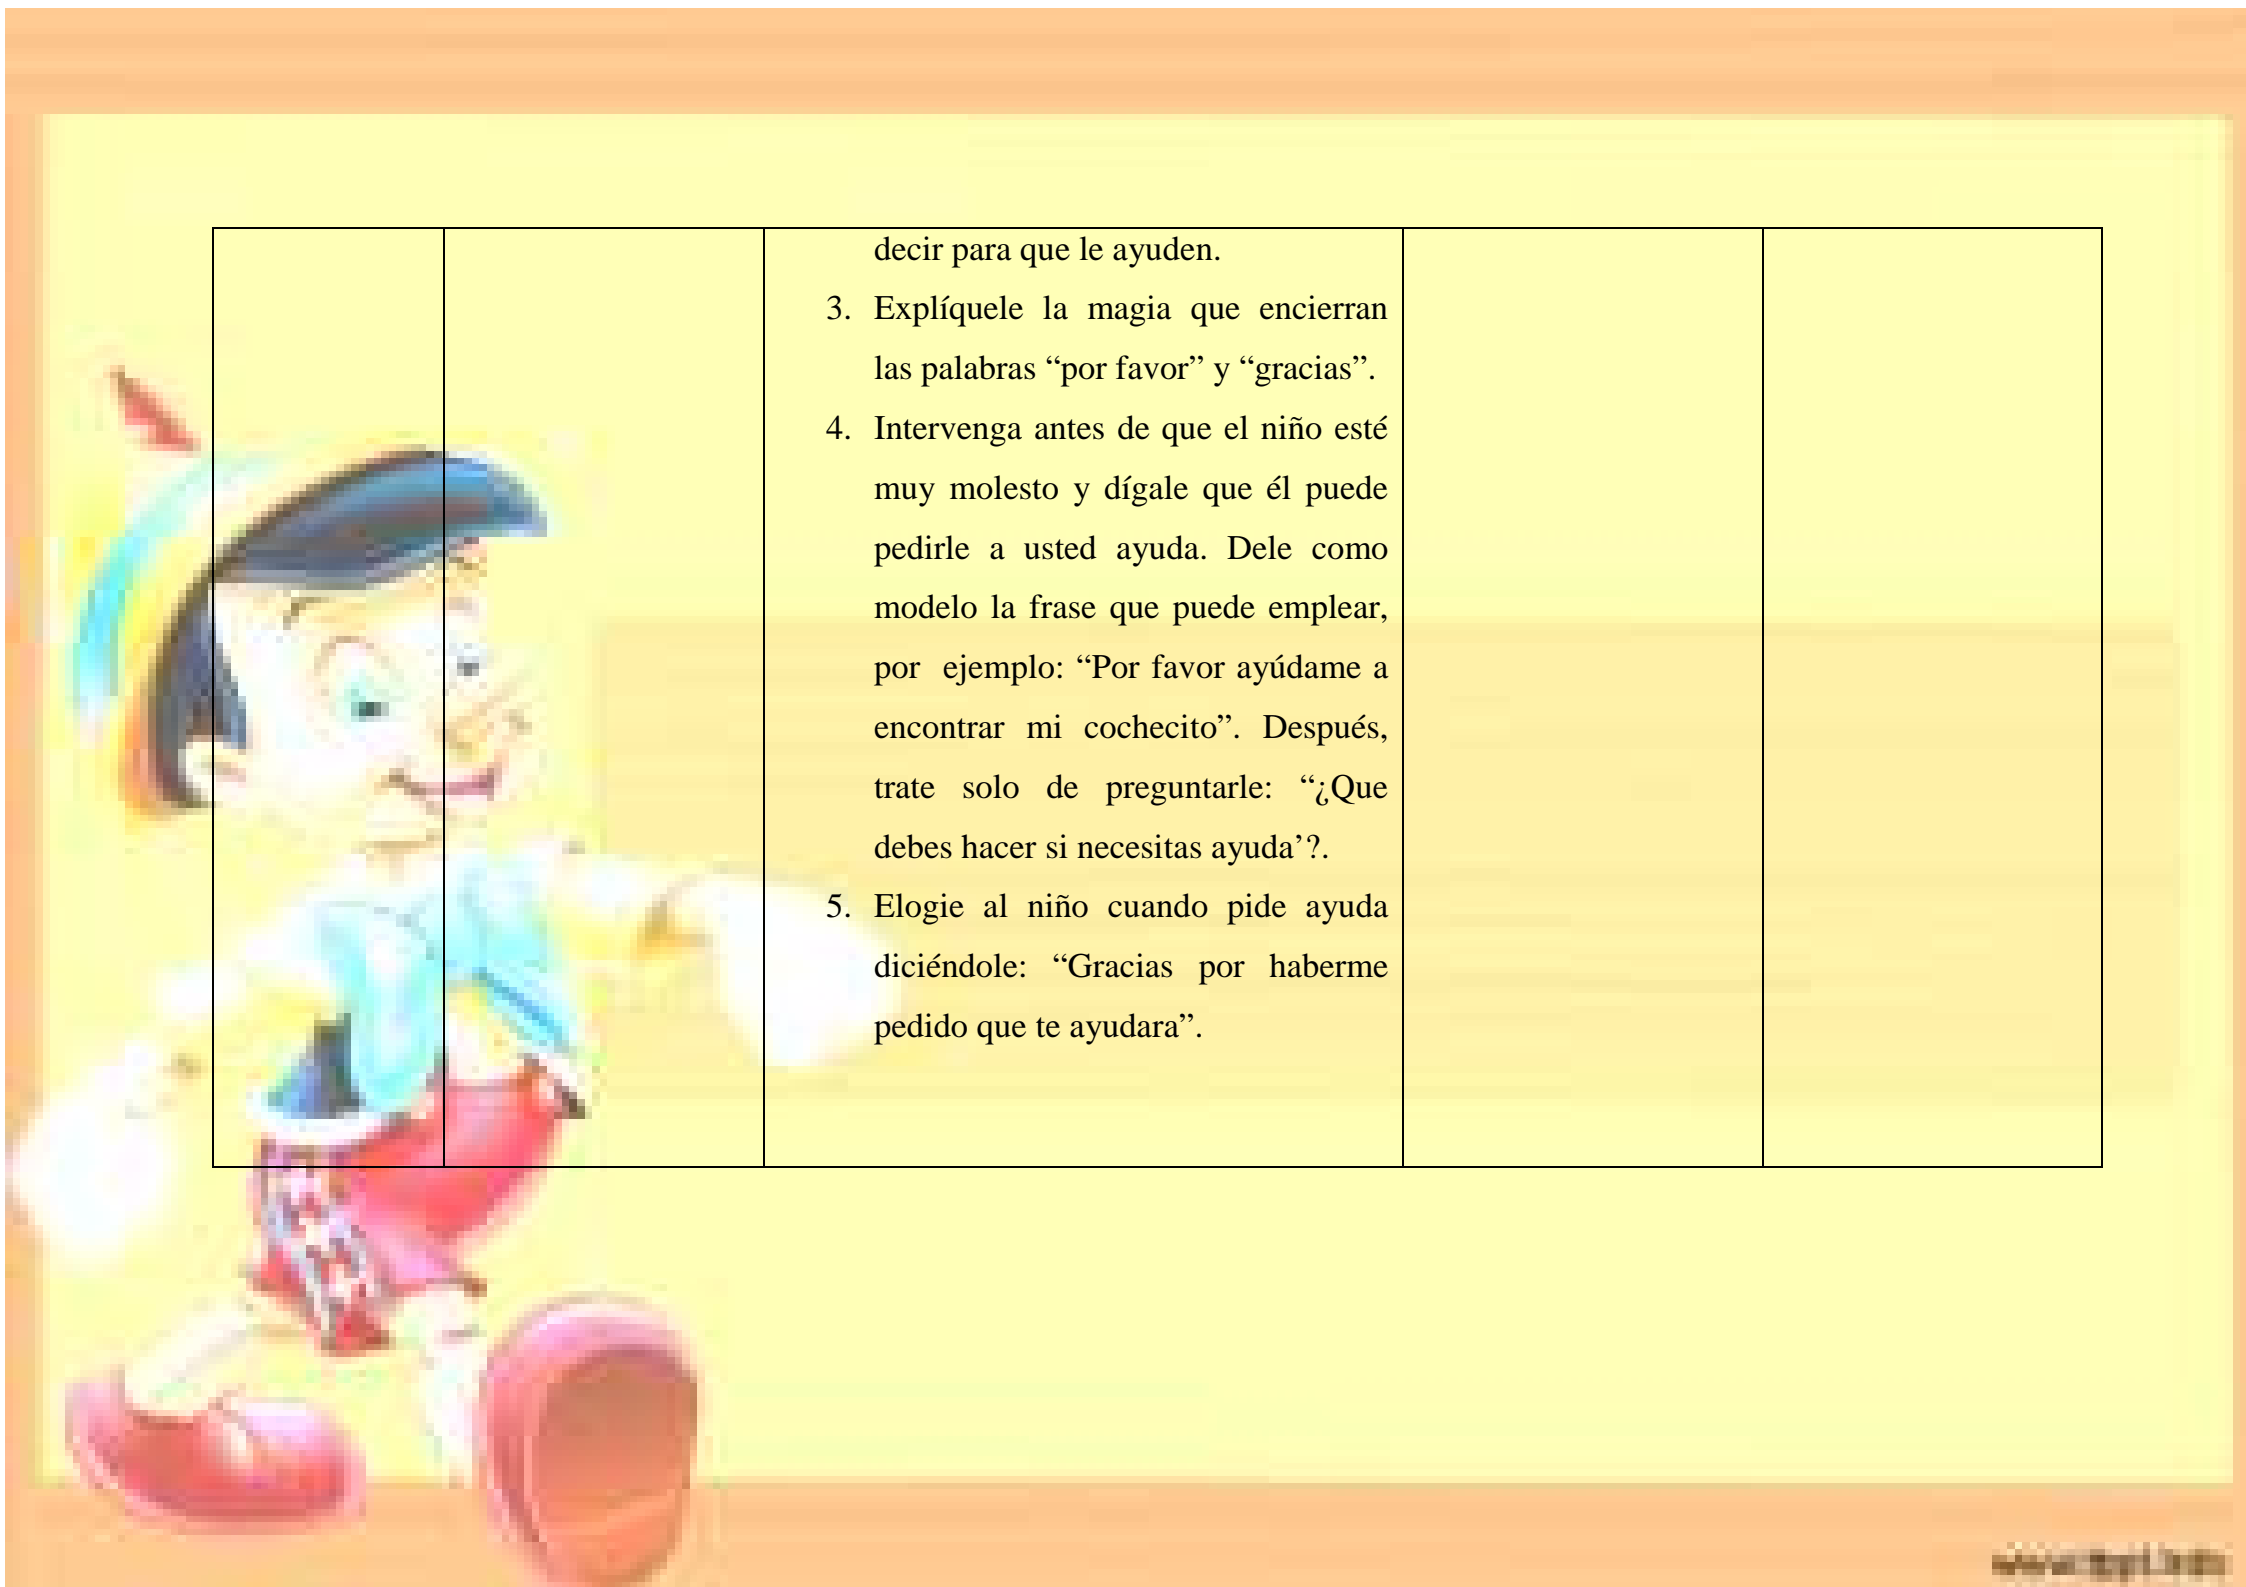 decir para que le ayuden.
3. Explíquele la magia que encierran
las palabras “por favor” y “gracias”.
4. Intervenga antes de que el niño esté
muy molesto y dígale que él puede
pedirle a usted ayuda. Dele como
modelo la frase que puede emplear,
por ejemplo: “Por favor ayúdame a
encontrar mi cochecito”. Después,
trate solo de preguntarle: “¿Que
debes hacer si necesitas ayuda’?.
5. Elogie al niño cuando pide ayuda
diciéndole: “Gracias por haberme
pedido que te ayudara”.